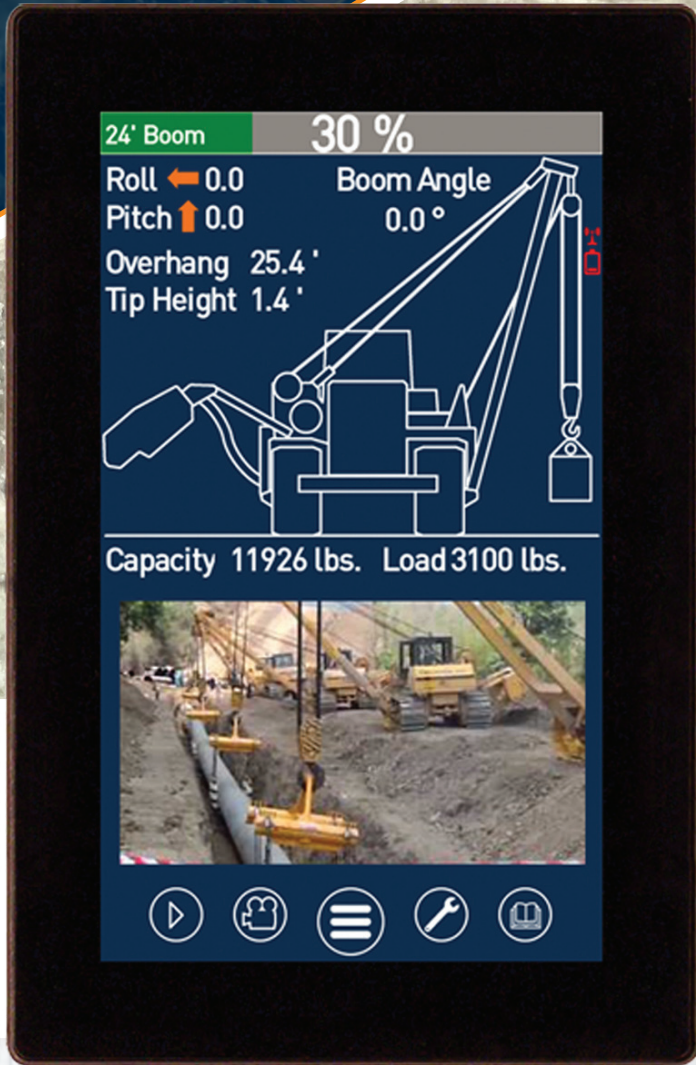 24' Boom 30 %
Roll 0.0 Boom Angle
Pitch 0.0 0.0 °
Overhang 25.4 '
Tip Height 1.4 '
Capacity 11926 lbs. Load 3100 lbs.